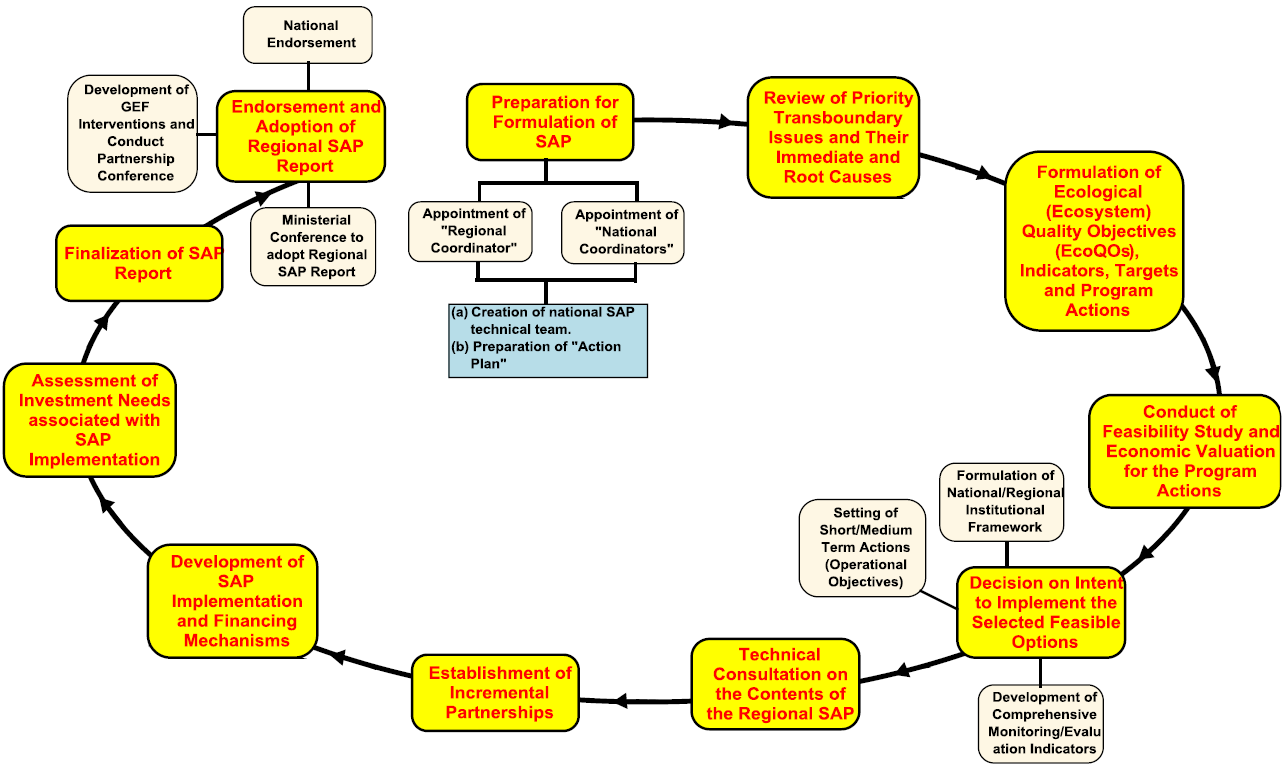 National
Endorsement
Development of
GEF
Interventions and
Conduct
Partnership
Conference
Endorsement and
Adoption of
Regional SAP
Report
Ministerial
Conference to
adopt Regional
SAP Report
Preparation for
Formulation of
SAP
Appointment of
"Regional
Coordinator"
Appointment of
"National
Coordinators"
(a) Creation of national SAP
technical team.
(b) Preparation of "Action
Plan"
Review of Priority
Transboundary
Issues and Their
Immediate and
Root Causes
Formulation of
Ecological
(Ecosystem)
Quality Objectives
(EcoQOs),
Indicators, Targets
and Program
Actions
Conduct of
Feasibility Study and
Economic Valuation
for the Program
Actions
Formulation of
National/Regional
Institutional
Framework
Setting of
Short/Medium
Term Actions
(Operational
Objectives)
Decision on Intent
to Implement the
Selected Feasible
Options
Development of
Comprehensive
Monitoring/Evalu
ation Indicators
Technical
Consultation on
the Contents of
the Regional SAP
Establishment of
Incremental
Partnerships
Development of
SAP
Implementation
and Financing
Mechanisms
Assessment of
Investment Needs
associated with
SAP
Implementation
Finalization of SAP
Report